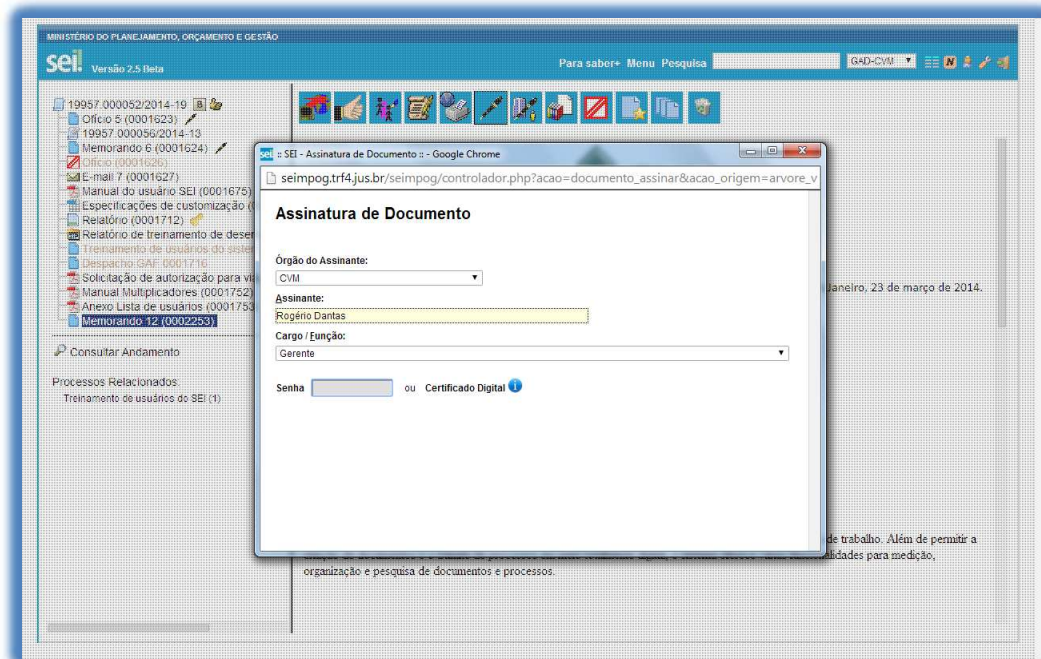 MINISTÉRIO DO PLANEJAMENTO, ORÇAMENTO E GESTÃO
sei! Versão 2.5 Beta
Para saber+ Menu Pesquisa
GAD-CVM
19957.000052/2014-19
Ofício 5 (0001623)
19957.000056/2014-13
Memorando 6 (0001624)
Ofício (0001626)
E-mail 7 (0001627)
Manual do usuário SEI (0001675)
Especificações de customização
Relatório (0001712)
Relatório de treinamento de deser
Treinamento de usuários do siste
Despacho GAF 0001716
Solicitação de autorização para via
Manual Multiplicadores (0001752)
Anexo Lista de usuários (0001753
Memorando 12 (0002253)
Consultar Andamento
Processos Relacionados:
Treinamento de usuários do SEI (1)
sei :: SEI - Assinatura de Documento :: - Google Chrome
seimpog.trf4.jus.br/seimpog/controlador.php?acao=documento_assinar&acao_origem=arvore_v
Assinatura de Documento
Órgão do Assinante:
CVM
Assinante:
Rogério Dantas
Cargo / Função:
Gerente
Senha ou Certificado Digital
Janeiro, 23 de março de 2014.
de trabalho. Além de permitir a
alidades para medição,
organização e pesquisa de documentos e processos.